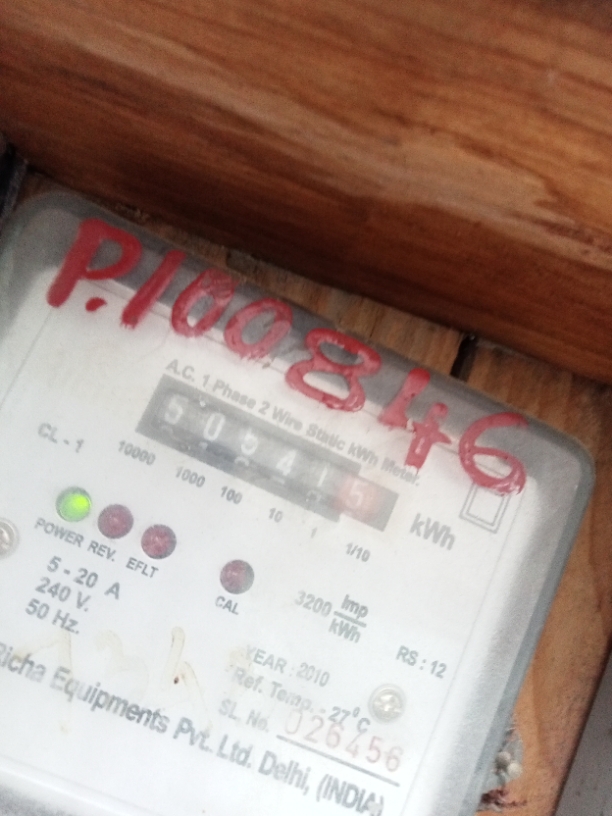 P.100846
A.C. 1 Phase 2 Wire Static kWh Meter.
CL - 1
10000 1000 100 10 1 1/10
kWh
POWER REV. EFLT
CAL
5 - 20 A
240 V.
50 Hz.
3200 Imp/kWh
RS : 12
YEAR : 2010
Ref. Temp. - 27°C
SL. No. 026456
Richa Equipments Pvt. Ltd. Delhi, (INDIA)